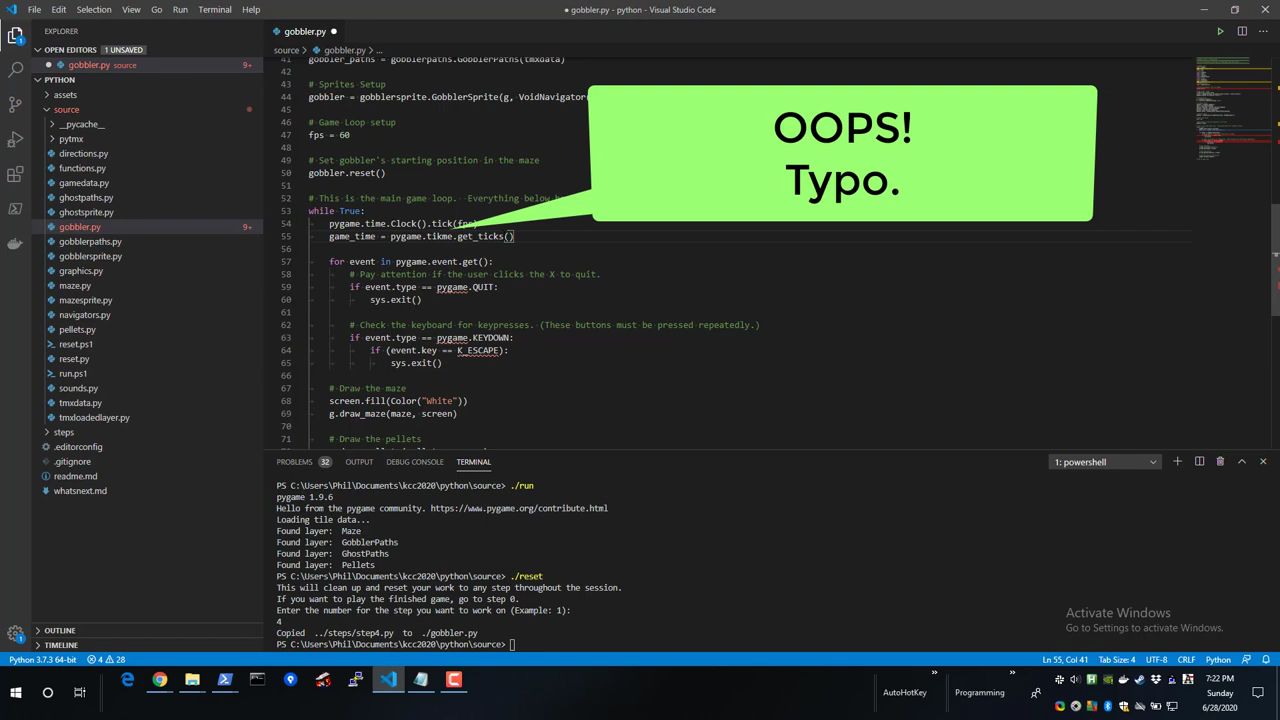 File Edit Selection View Go Run Terminal Help
● gobbler.py - python - Visual Studio Code
EXPLORER
OPEN EDITORS 1 UNSAVED
● gobbler.py source 9+
PYTHON
assets
source
__pycache__
pytmx
directions.py
functions.py
gamedata.py
ghostpaths.py
ghostsprite.py
gobbler.py 9+
gobblerpaths.py
gobblersprite.py
graphics.py
maze.py
mazesprite.py
navigators.py
pellets.py
reset.ps1
reset.py
run.ps1
sounds.py
tmxdata.py
tmxloadedlayer.py
steps
.editorconfig
.gitignore
readme.md
whatsnext.md
OUTLINE
TIMELINE
gobbler.py ●
source > gobbler.py > ...
41 gobbler_paths = gobblerpaths.GobblerPaths(tmxdata)
42
43 # Sprites Setup
44 gobbler = gobblersprite.GobblerSprite(g, VoidNavigator
45
46 # Game Loop setup
47 fps = 60
48
49 # Set gobbler's starting position in the maze
50 gobbler.reset()
51
52 # This is the main game loop. Everything below
53 while True:
54 pygame.time.Clock().tick(fps)
55 game_time = pygame.tikme.get_ticks()
56
57 for event in pygame.event.get():
58 # Pay attention if the user clicks the X to quit.
59 if event.type == pygame.QUIT:
60 sys.exit()
61
62 # Check the keyboard for keypresses. (These buttons must be pressed repeatedly.)
63 if event.type == pygame.KEYDOWN:
64 if (event.key == K_ESCAPE):
65 sys.exit()
66
67 # Draw the maze
68 screen.fill(Color("White"))
69 g.draw_maze(maze, screen)
70
71 # Draw the pellets
OOPS!
Typo.
PROBLEMS 32 OUTPUT DEBUG CONSOLE TERMINAL
1: powershell
PS C:\Users\Phil\Documents\kcc2020\python\source> ./run
pygame 1.9.6
Hello from the pygame community. https://www.pygame.org/contribute.html
Loading tile data...
Found layer: Maze
Found layer: GobblerPaths
Found layer: GhostPaths
Found layer: Pellets
PS C:\Users\Phil\Documents\kcc2020\python\source> ./reset
This will clean up and reset your work to any step throughout the session.
If you want to play the finished game, go to step 0.
Enter the number for the step you want to work on (Example: 1):
4
Copied ../steps/step4.py to ./gobbler.py
PS C:\Users\Phil\Documents\kcc2020\python\source>
Activate Windows
Go to Settings to activate Windows.
Python 3.7.3 64-bit 4 28
Ln 55, Col 41 Tab Size: 4 UTF-8 CRLF Python
AutoHotKey
Programming
7:22 PM
Sunday
6/28/2020